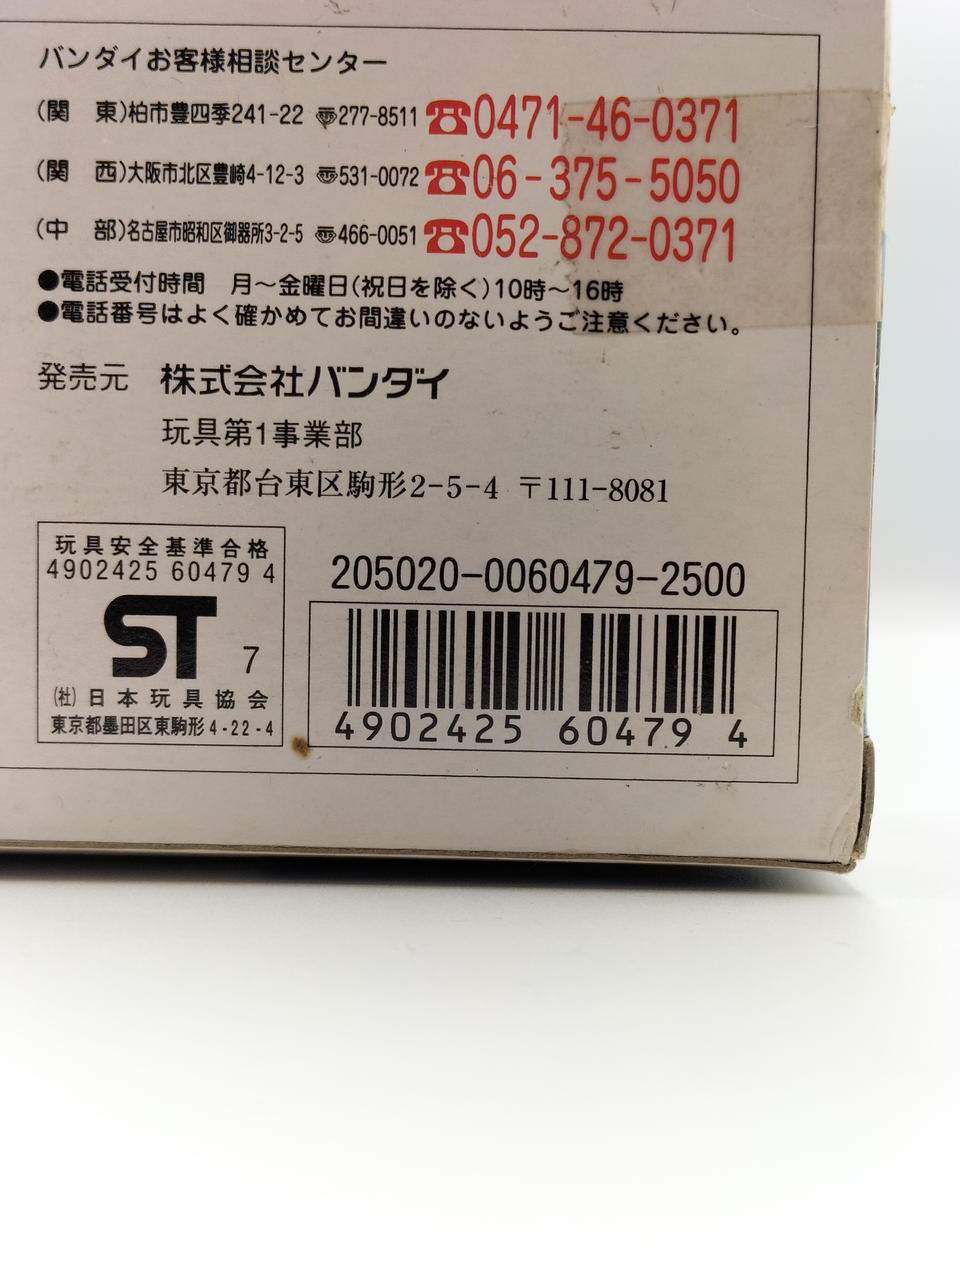 バンダイお客様相談センター
(関　東)柏市豊四季241-22 〠277-8511 ☎0471-46-0371
(関　西)大阪市北区豊崎4-12-3 〠531-0072 ☎06-375-5050
(中　部)名古屋市昭和区御器所3-2-5 〠466-0051 ☎052-872-0371
●電話受付時間　月〜金曜日(祝日を除く)10時〜16時
●電話番号はよく確かめてお間違いのないようご注意ください。
発売元　株式会社バンダイ
玩具第1事業部
東京都台東区駒形2-5-4 〒111-8081
玩具安全基準合格
4902425 60479 4
ST 7
(社)日本玩具協会
東京都墨田区東駒形4-22-4
205020-0060479-2500
4902425 60479 4